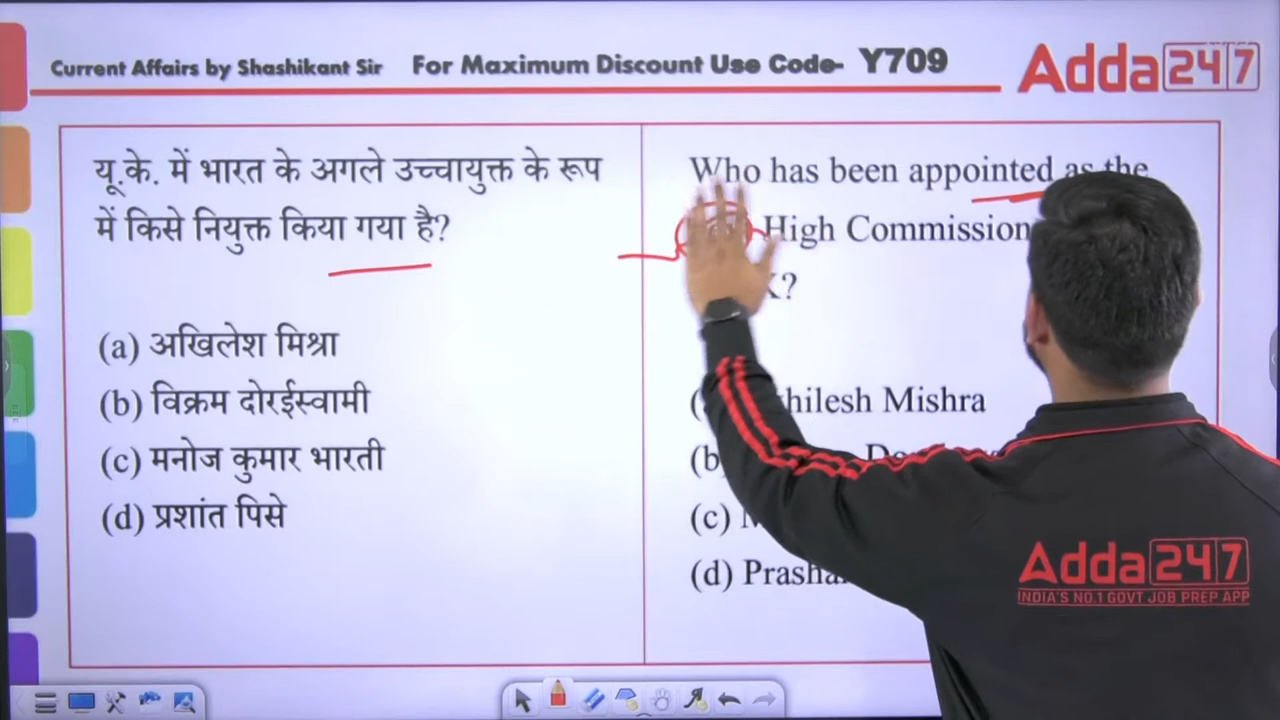 Current Affairs by Shashikant Sir For Maximum Discount Use Code- Y709
Adda247
यू.के. में भारत के अगले उच्चायुक्त के रूप
में किसे नियुक्त किया गया है?
(a) अखिलेश मिश्रा
(b) विक्रम दोरईस्वामी
(c) मनोज कुमार भारती
(d) प्रशांत पिसे
Who has been appointed as the
High Commission
K?
Mishra
(b
(c)
(d)
Adda247
INDIA'S NO.1 GOVT JOB PREP APP